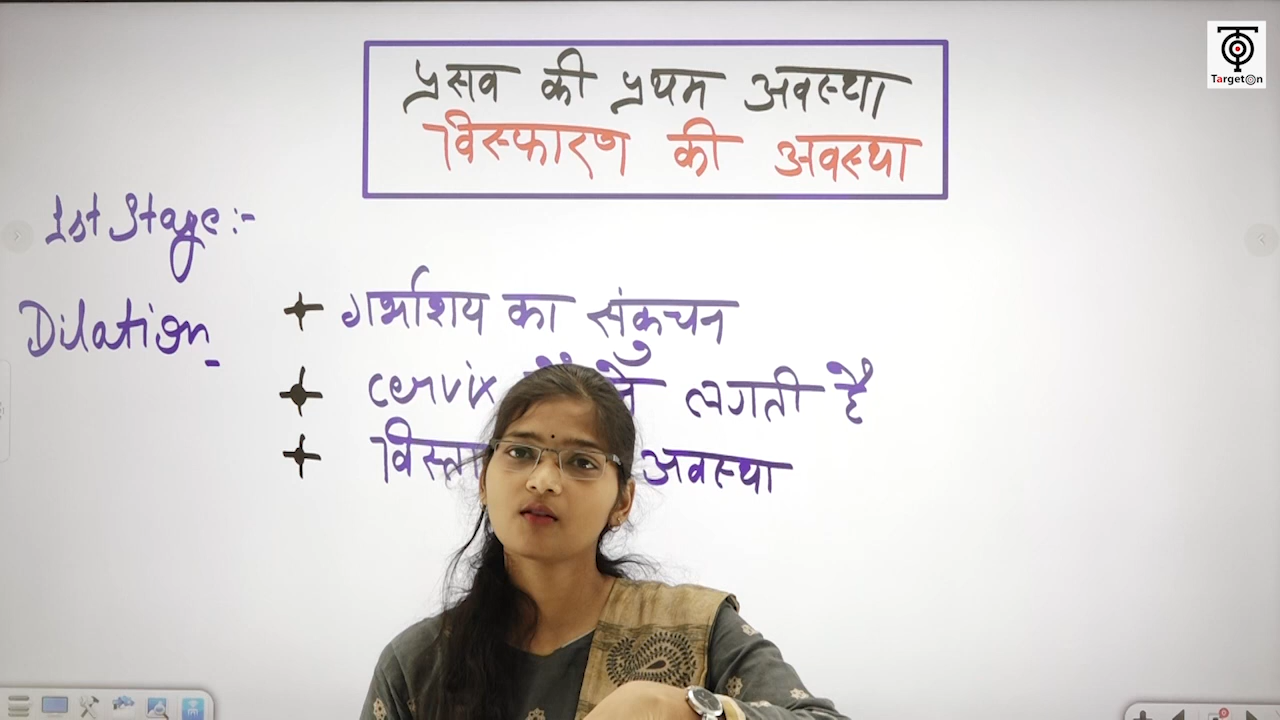 TargetOn
प्रसव की प्रथम अवस्था
विस्फारण की अवस्था
1st Stage:-
Dilation
गर्भाशय का संकुचन
cervix लगती है
अवस्था